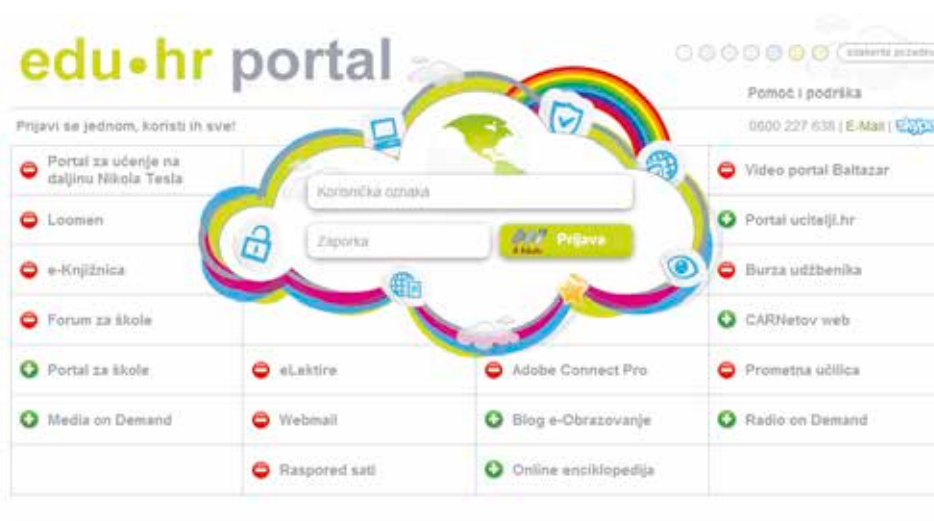 edu•hr portal
Pomoć i podrška
Prijavi se jednom, koristi ih sve!
0800 227 638 | E-Mail | Skype
Portal za učenje na
daljinu Nikola Tesla
Video portal Baltazar
Korisnička oznaka
Loomen
Portal ucitelji.hr
Zaporka
Prijava
e-Knjižnica
Burza udžbenika
Forum za škole
CARNetov web
Portal za škole
eLektire
Adobe Connect Pro
Prometna učilica
Media on Demand
Webmail
Blog e-Obrazovanje
Radio on Demand
Raspored sati
Online enciklopedija